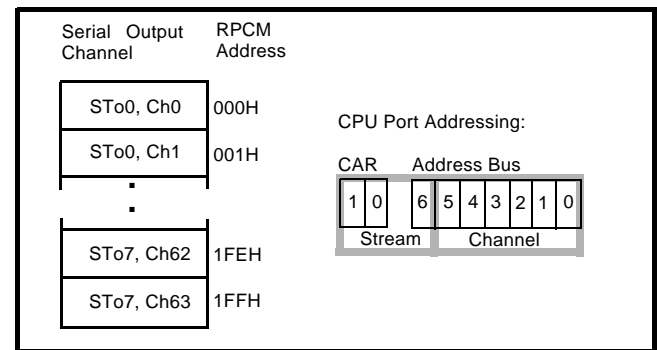 Serial Output RPCM
Channel Address
STo0, Ch0 000H
STo0, Ch1 001H
STo7, Ch62 1FEH
STo7, Ch63 1FFH
CPU Port Addressing:
CAR Address Bus
1 0 6 5 4 3 2 1 0
Stream Channel